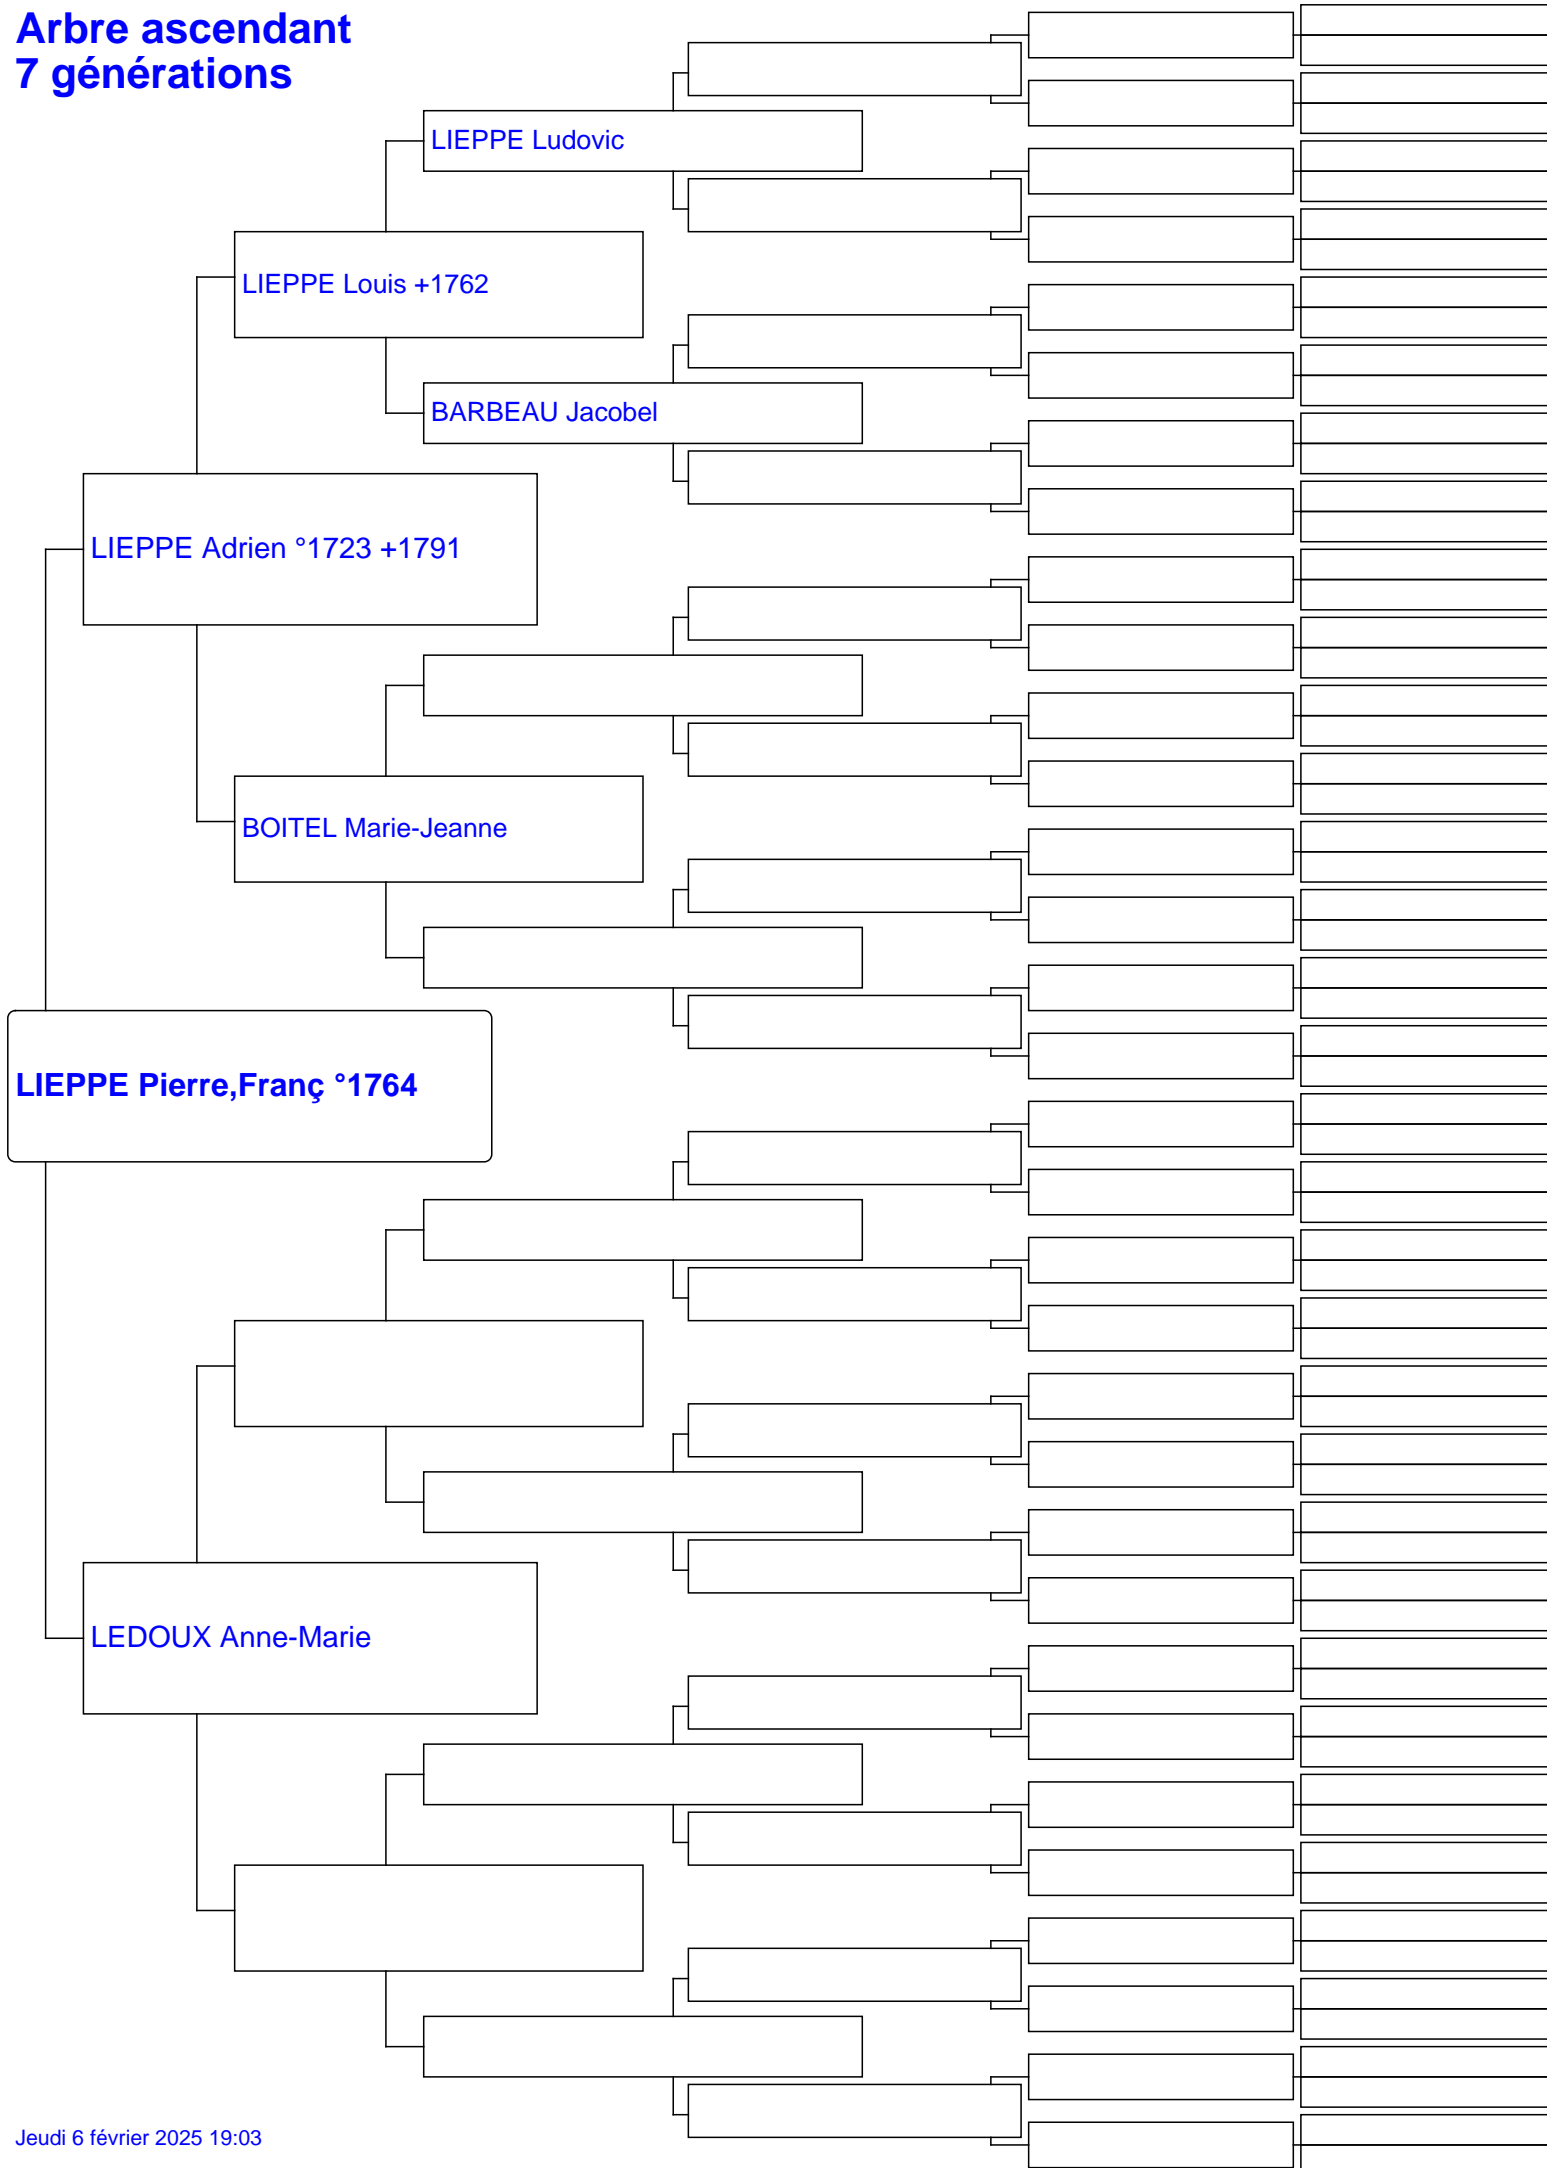 Arbre ascendant
7 générations
LIEPPE Ludovic
LIEPPE Louis +1762
BARBEAU Jacobel
LIEPPE Adrien °1723 +1791
BOITEL Marie-Jeanne
LIEPPE Pierre,Franç °1764
LEDOUX Anne-Marie
Jeudi 6 février 2025 19:03